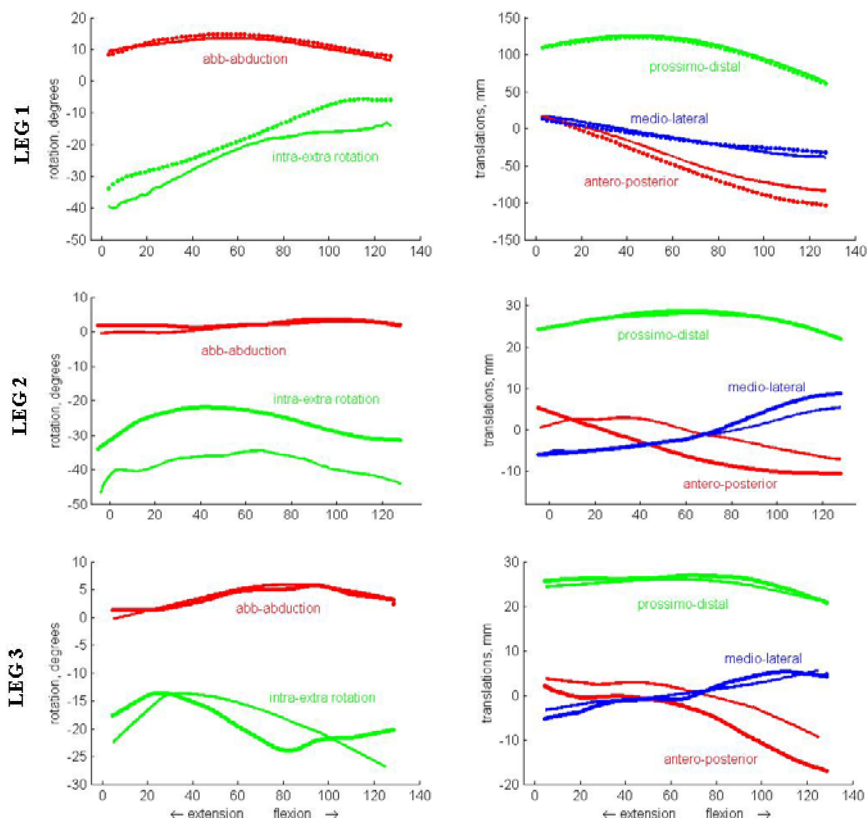 LEG 1
rotation, degrees
20
15
10
5
0
-10
-20
-30
-40
-50
abb-abduction
intra-extra rotation
0 20 40 60 80 100 120 140
translations, mm
150
100
50
0
-50
-100
-150
prossimo-distal
medio-lateral
antero-posterior
0 20 40 60 80 100 120 140
LEG 2
rotation, degrees
10
0
-10
-20
-30
-40
-50
abb-abduction
intra-extra rotation
0 20 40 60 80 100 120
translations, mm
30
20
10
0
-10
prossimo-distal
medio-lateral
antero-posterior
0 20 40 60 80 100 120
LEG 3
rotation, degrees
10
5
0
-5
-10
-15
-20
-25
-30
abb-abduction
intra-extra rotation
0 20 40 60 80 100 120 140
← extension flexion →
translations, mm
30
20
10
0
-10
-20
prossimo-distal
medio-lateral
antero-posterior
0 20 40 60 80 100 120 140
← extension flexion →